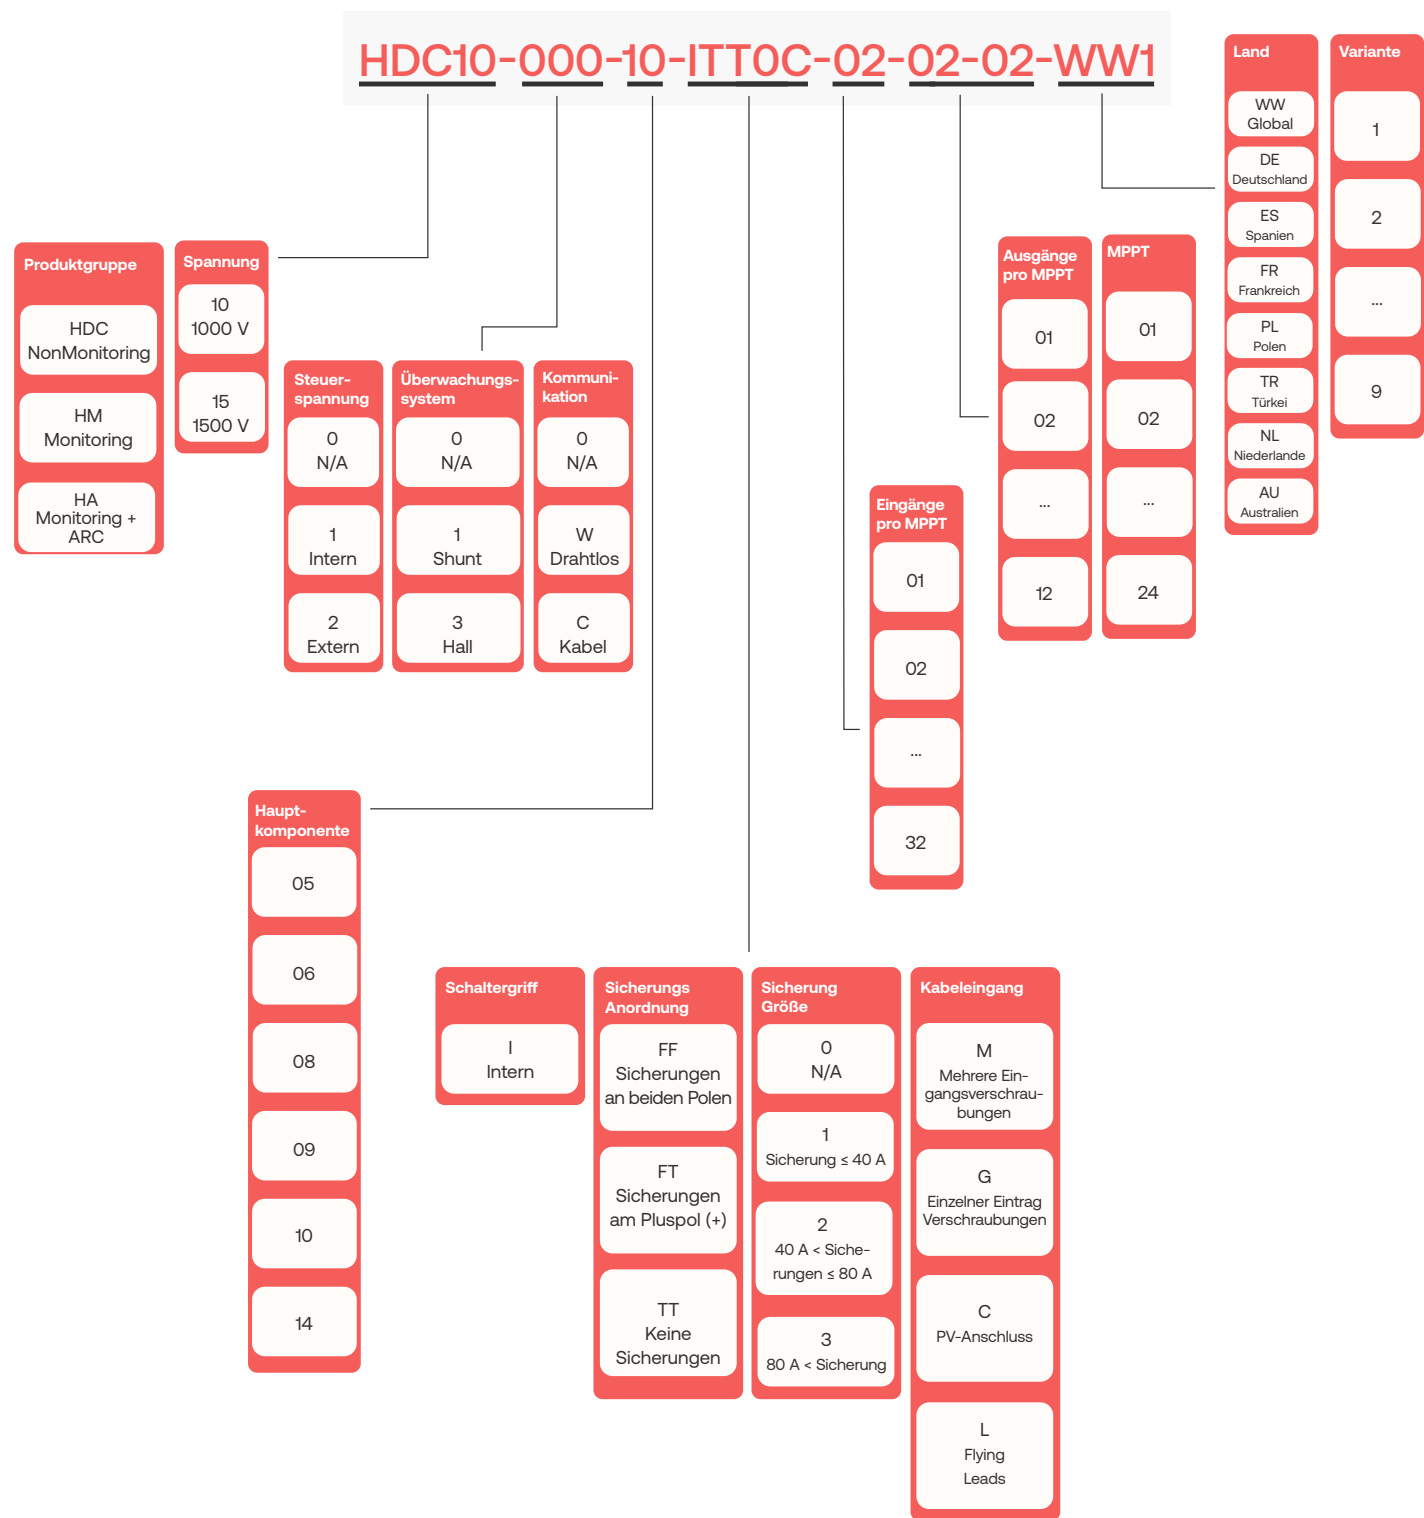 HDC10-000-10-ITT0C-02-02-02-WW1
Land
WW
Global
DE
Deutschland
ES
Spanien
FR
Frankreich
PL
Polen
TR
Türkei
NL
Niederlande
AU
Australien
Variante
1
2
...
9
Produktgruppe
HDC
NonMonitoring
HM
Monitoring
HA
Monitoring +
ARC
Spannung
10
1000 V
15
1500 V
Steuer-
spannung
0
N/A
1
Intern
2
Extern
Überwachungs-
system
0
N/A
1
Shunt
3
Hall
Kommuni-
kation
0
N/A
W
Drahtlos
C
Kabel
Ausgänge
pro MPPT
01
02
...
12
MPPT
01
02
...
24
Eingänge
pro MPPT
01
02
...
32
Haupt-
komponente
05
06
08
09
10
14
Schaltergriff
I
Intern
Sicherungs
Anordnung
FF
Sicherungen
an beiden Polen
FT
Sicherungen
am Pluspol (+)
TT
Keine
Sicherungen
Sicherung
Größe
0
N/A
1
Sicherung ≤ 40 A
2
40 A < Siche-
rungen ≤ 80 A
3
80 A < Sicherung
Kabeleingang
M
Mehrere Ein-
gangsverschrau-
bungen
G
Einzelner Eintrag
Verschraubungen
C
PV-Anschluss
L
Flying
Leads